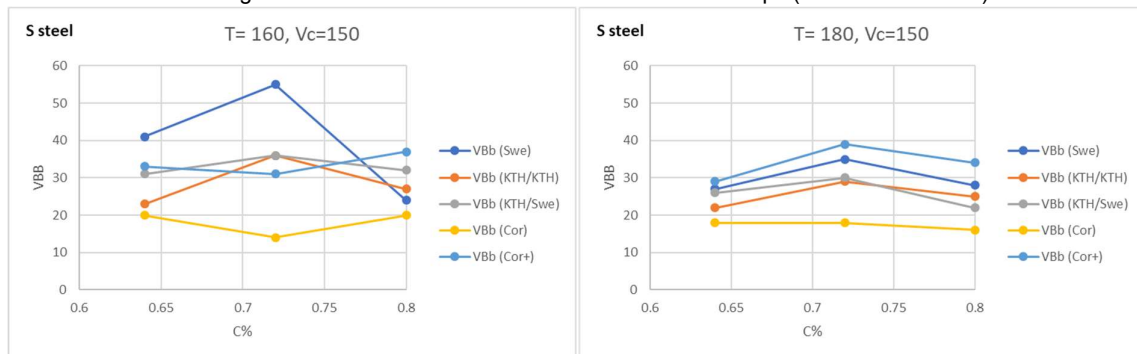 S steel
T= 160, Vc=150
60
50
40
30
20
10
0
VBB
0.6
0.65
0.7
0.75
0.8
C%
VBb (Swe)
VBb (KTH/KTH)
VBb (KTH/Swe)
VBb (Cor)
VBb (Cor+)
S steel
T= 180, Vc=150
60
50
40
30
20
10
0
VBB
0.6
0.65
0.7
0.75
0.8
C%
VBb (Swe)
VBb (KTH/KTH)
VBb (KTH/Swe)
VBb (Cor)
VBb (Cor+)